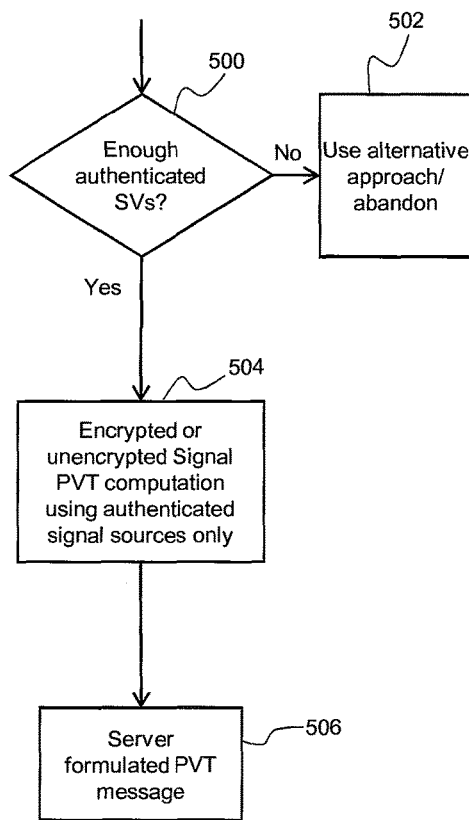 500
502
Enough
authenticated
SVs?
No
Use alternative
approach/
abandon
Yes
504
Encrypted or
unencrypted Signal
PVT computation
using authenticated
signal sources only
506
Server
formulated PVT
message